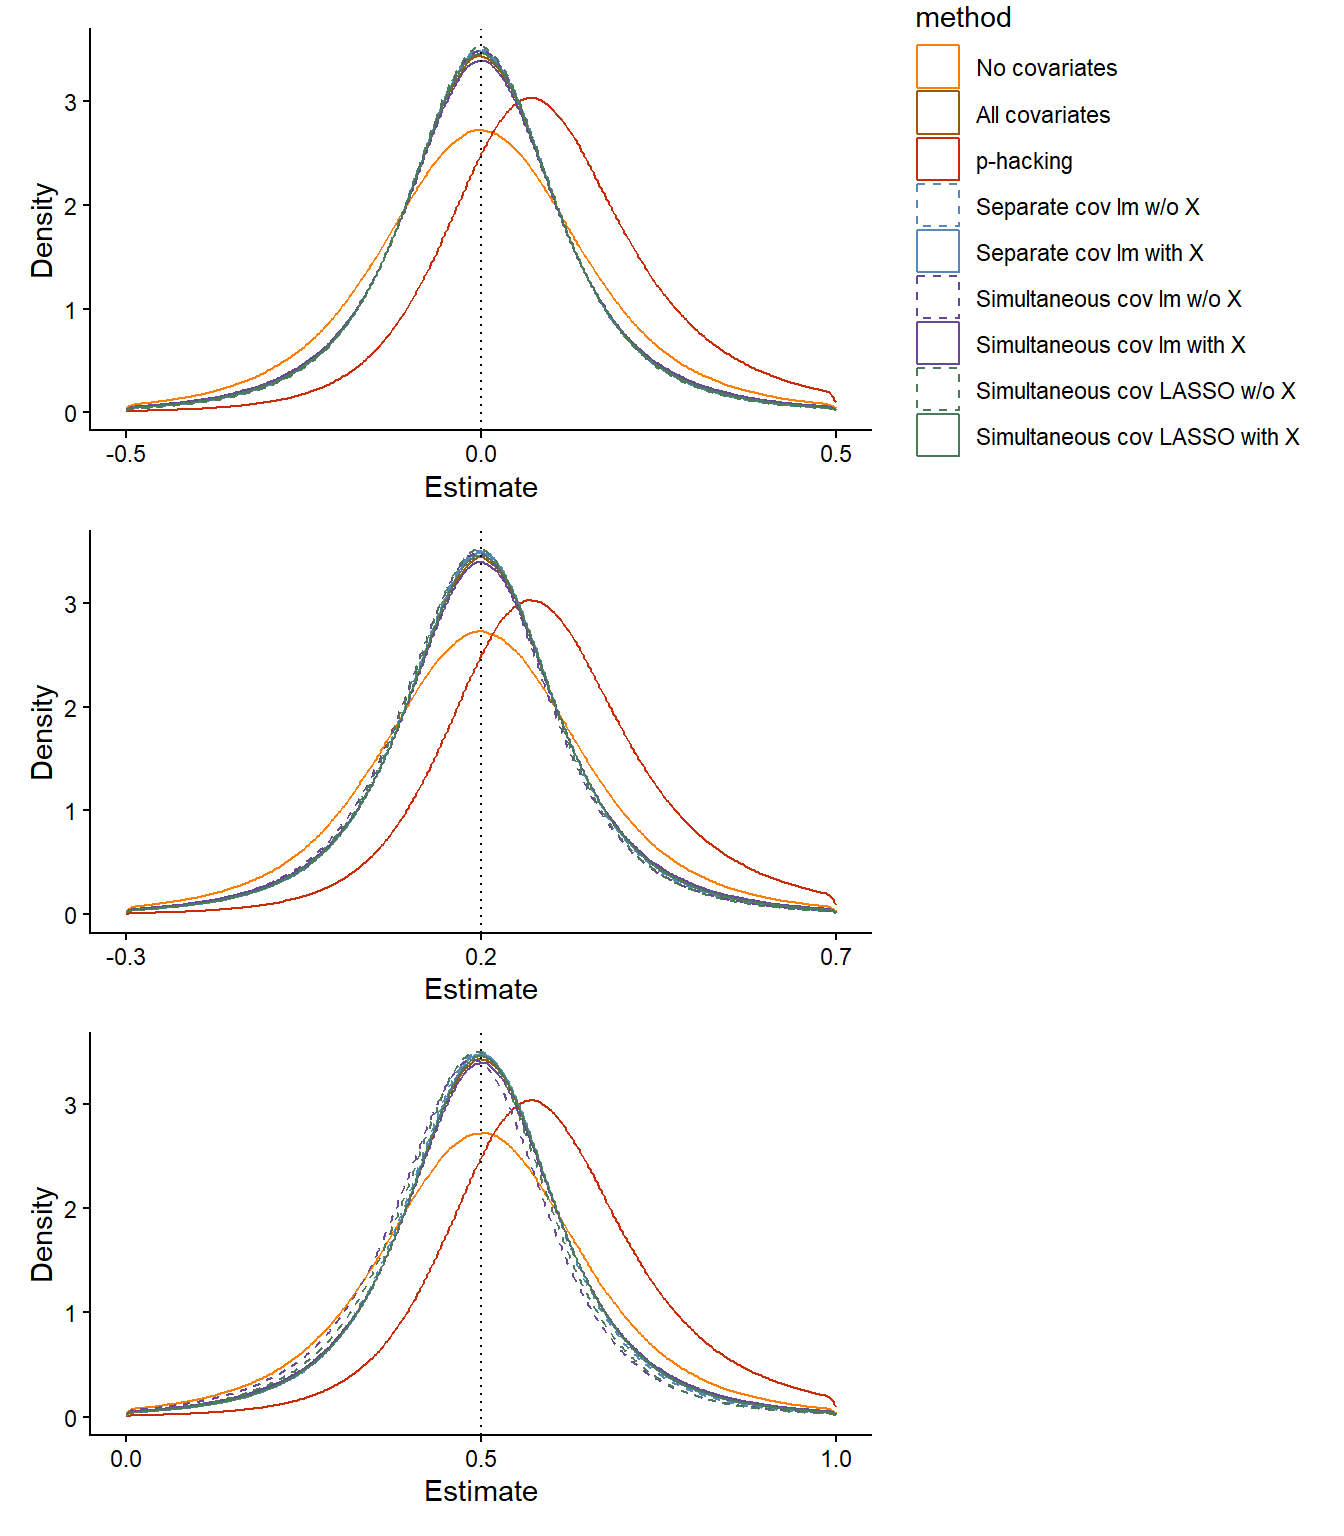 method
No covariates
All covariates
p-hacking
Separate cov lm w/o X
Separate cov lm with X
Simultaneous cov lm w/o X
Simultaneous cov lm with X
Simultaneous cov LASSO w/o X
Simultaneous cov LASSO with X
Density
3
2
1
0
-0.5 0.0 0.5
Estimate
Density
3
2
1
0
-0.3 0.2 0.7
Estimate
Density
3
2
1
0
0.0 0.5 1.0
Estimate